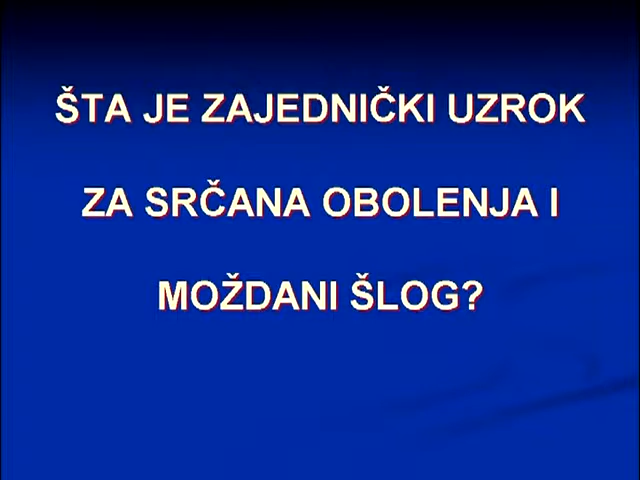 ŠTA JE ZAJEDNIČKI UZROK
ZA SRČANA OBOLENJA I
MOŽDANI ŠLOG?